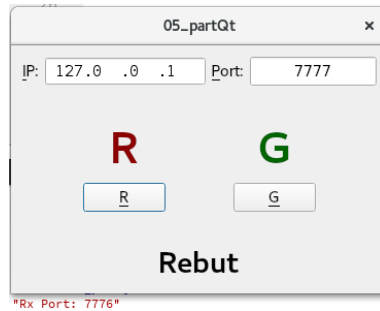 05_partQt ×
IP: 127.0 .0 .1 Port: 7777
R G
R G
Rebut
"Rx Port: 7776"